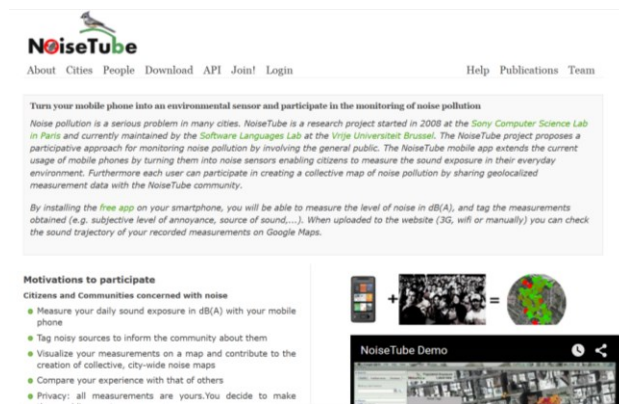 NoiseTube
About Cities People Download API Join! Login
Help Publications Team
Turn your mobile phone into an environmental sensor and participate in the monitoring of noise pollution
Noise pollution is a serious problem in many cities. NoiseTube is a research project started in 2008 at the Sony Computer Science Lab
in Paris and currently maintained by the Software Languages Lab at the Vrije Universiteit Brussel. The NoiseTube project proposes a
participative approach for monitoring noise pollution by involving the general public. The NoiseTube mobile app extends the current
usage of mobile phones by turning them into noise sensors enabling citizens to measure the sound exposure in their everyday
environment. Furthermore each user can participate in creating a collective map of noise pollution by sharing geolocalized
measurement data with the NoiseTube community.
By installing the free app on your smartphone, you will be able to measure the level of noise in dB(A), and tag the measurements
obtained (e.g. subjective level of annoyance, source of sound,...). When uploaded to the website (3G, wifi or manually) you can check
the sound trajectory of your recorded measurements on Google Maps.
Motivations to participate
Citizens and Communities concerned with noise
Measure your daily sound exposure in dB(A) with your mobile
phone
Tag noisy sources to inform the community about them
Visualize your measurements on a map and contribute to the
creation of collective, city-wide noise maps
Compare your experience with that of others
Privacy: all measurements are yours.You decide to make
+ =
NoiseTube Demo